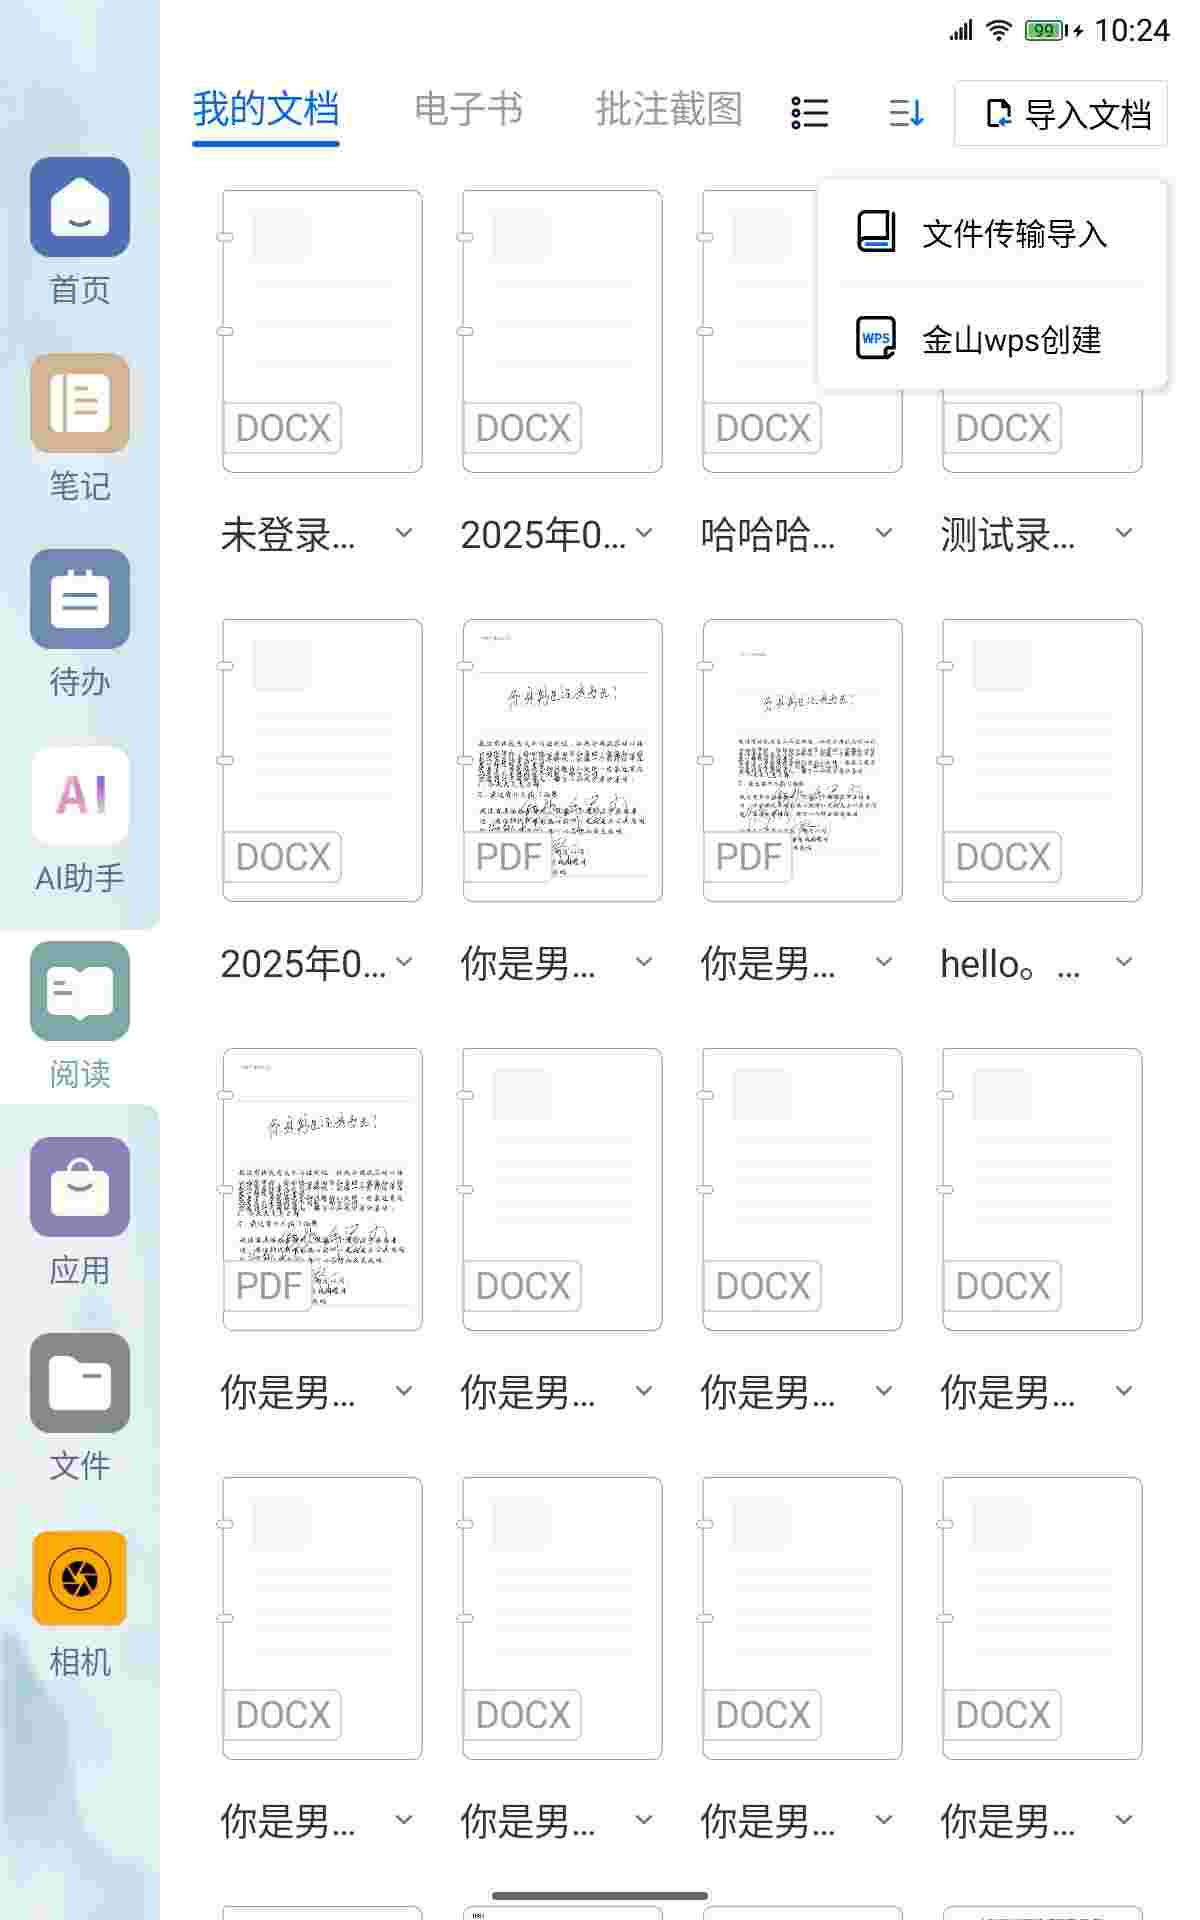 99 10:24
我的文档 电子书 批注截图 导入文档
文件传输导入
金山wps创建
首页
笔记
待办
AI
AI助手
阅读
应用
文件
相机
DOCX DOCX DOCX DOCX
未登录... 2025年0... 哈哈哈... 测试录...
DOCX PDF PDF DOCX
2025年0... 你是男... 你是男... hello。...
PDF DOCX DOCX DOCX
你是男... 你是男... 你是男... 你是男...
DOCX DOCX DOCX DOCX
你是男... 你是男... 你是男... 你是男...